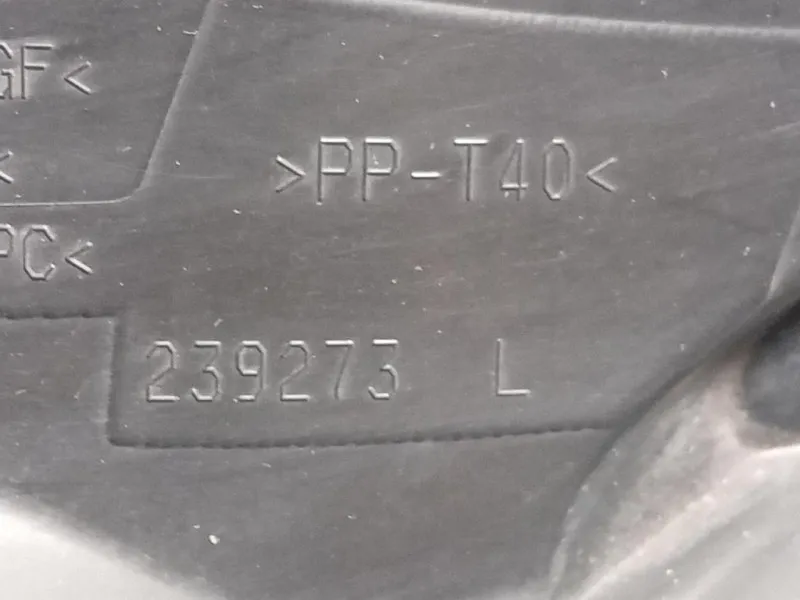 GF<
>PP-T40<
<
PC<
239273 L